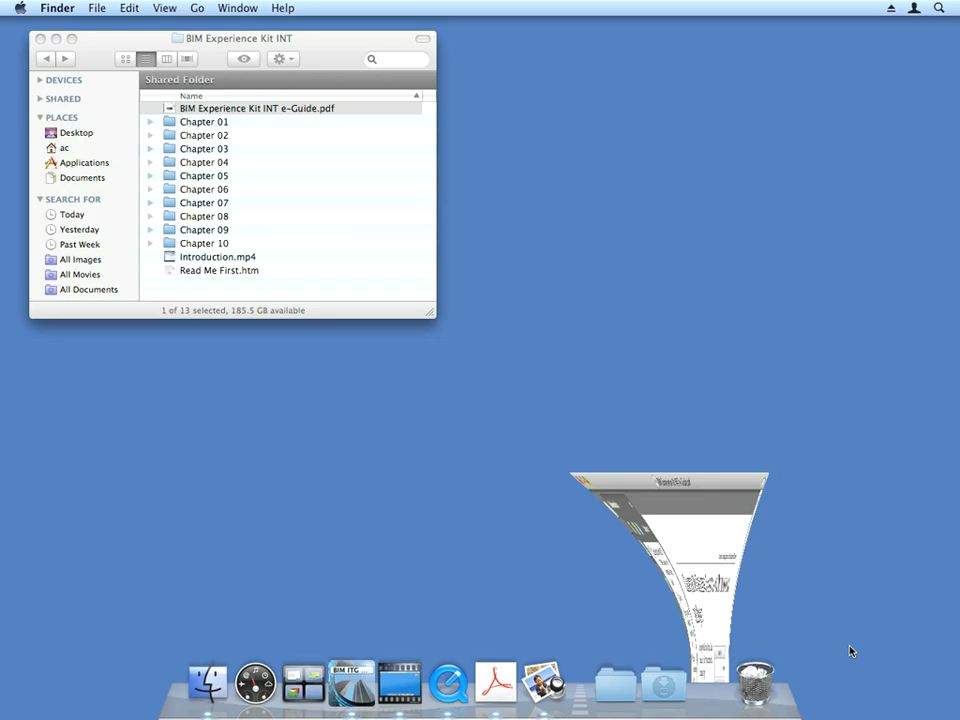 Finder File Edit View Go Window Help
BIM Experience Kit INT
DEVICES
SHARED
PLACES
Desktop
ac
Applications
Documents
SEARCH FOR
Today
Yesterday
Past Week
All Images
All Movies
All Documents
Shared Folder
Name
BIM Experience Kit INT e-Guide.pdf
Chapter 01
Chapter 02
Chapter 03
Chapter 04
Chapter 05
Chapter 06
Chapter 07
Chapter 08
Chapter 09
Chapter 10
Introduction.mp4
Read Me First.htm
1 of 13 selected, 185.5 GB available
BIM ITG